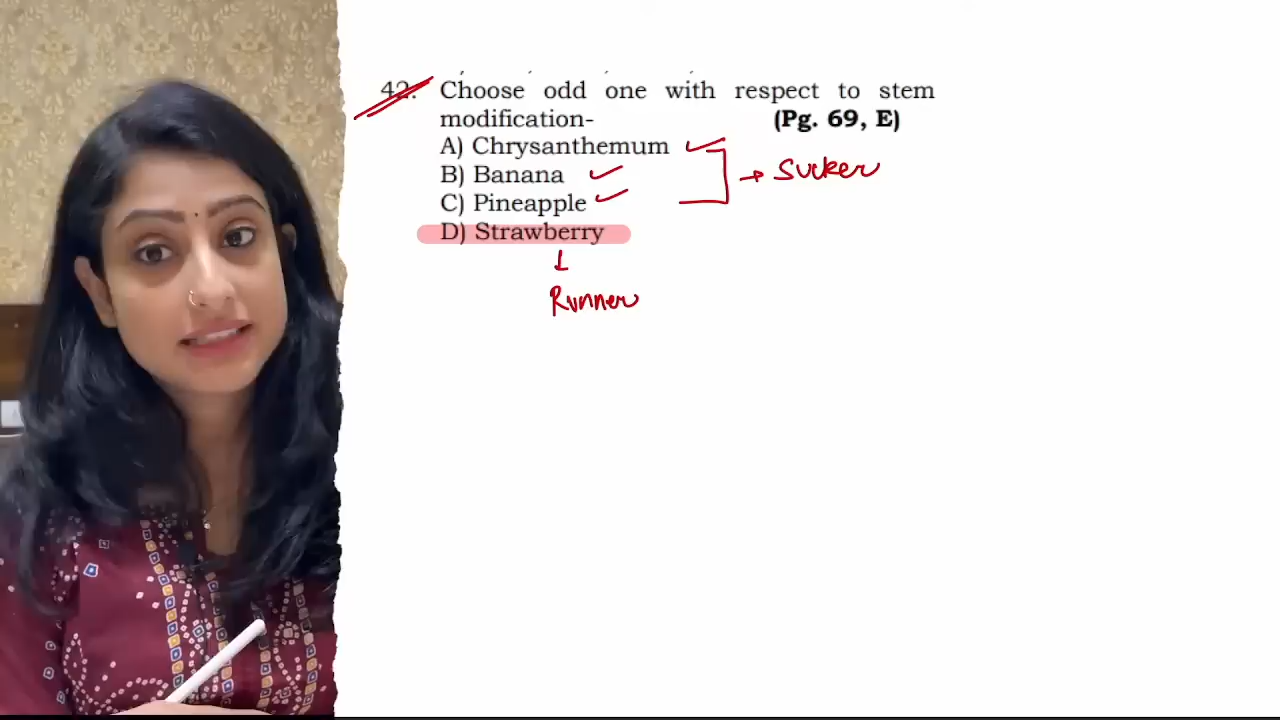 42. Choose odd one with respect to stem
modification- (Pg. 69, E)
A) Chrysanthemum
B) Banana
C) Pineapple
→ Sucker
D) Strawberry
Runner